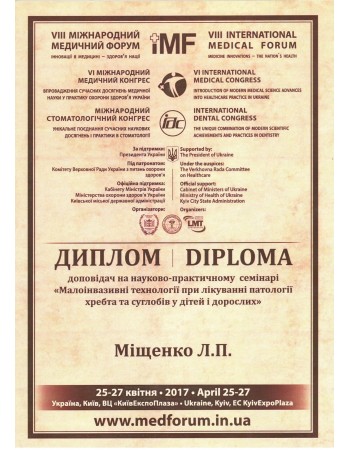 VIII МІЖНАРОДНИЙ
МЕДИЧНИЙ ФОРУМ
ІННОВАЦІЇ В МЕДИЦИНІ – ЗДОРОВ'Я НАЦІЇ
iMF
VIII INTERNATIONAL
MEDICAL FORUM
MEDICINE INNOVATIONS – THE NATION`S HEALTH
VI МІЖНАРОДНИЙ
МЕДИЧНИЙ КОНГРЕС
ВПРОВАДЖЕННЯ СУЧАСНИХ ДОСЯГНЕНЬ МЕДИЧНОЇ
НАУКИ У ПРАКТИКУ ОХОРОНИ ЗДОРОВ'Я УКРАЇНИ
VI INTERNATIONAL
MEDICAL CONGRESS
INTRODUCTION OF MODERN MEDICAL SCIENCE ADVANCES
INTO HEALTHCARE PRACTICE IN UKRAINE
МІЖНАРОДНИЙ
СТОМАТОЛОГІЧНИЙ КОНГРЕС
УНІКАЛЬНЕ ПОЄДНАННЯ СУЧАСНИХ НАУКОВИХ
ДОСЯГНЕНЬ І ПРАКТИКИ В СТОМАТОЛОГІЇ
idc
INTERNATIONAL
DENTAL CONGRESS
THE UNIQUE COMBINATION OF MODERN SCIENTIFIC
ACHIEVEMENTS AND PRACTICES IN DENTISTRY
За підтримки:
Президента України
Supported by:
The President of Ukraine
Під патронатом:
Комітету Верховної Ради України з питань охорони
здоров'я
Under the auspices:
The Verkhovna Rada Committee
on Healthcare
Офіційна підтримка:
Кабінету Міністрів України
Міністерства охорони здоров'я України
Київської міської державної адміністрації
Official support:
Cabinet of Ministers of Ukraine
Ministry of Health of Ukraine
Kyiv City State Administration
Організатори:
Organizers:
LMT
ДИПЛОМ | DIPLOMA
доповідач на науково-практичному семінарі
«Малоінвазивні технології при лікуванні патології
хребта та суглобів у дітей і дорослих»
Міщенко Л.П.
25-27 квітня • 2017 • April 25-27
Україна, Київ, ВЦ «КиївЕкспоПлаза» • Ukraine, Kyiv, EC KyivExpoPlaza
www.medforum.in.ua